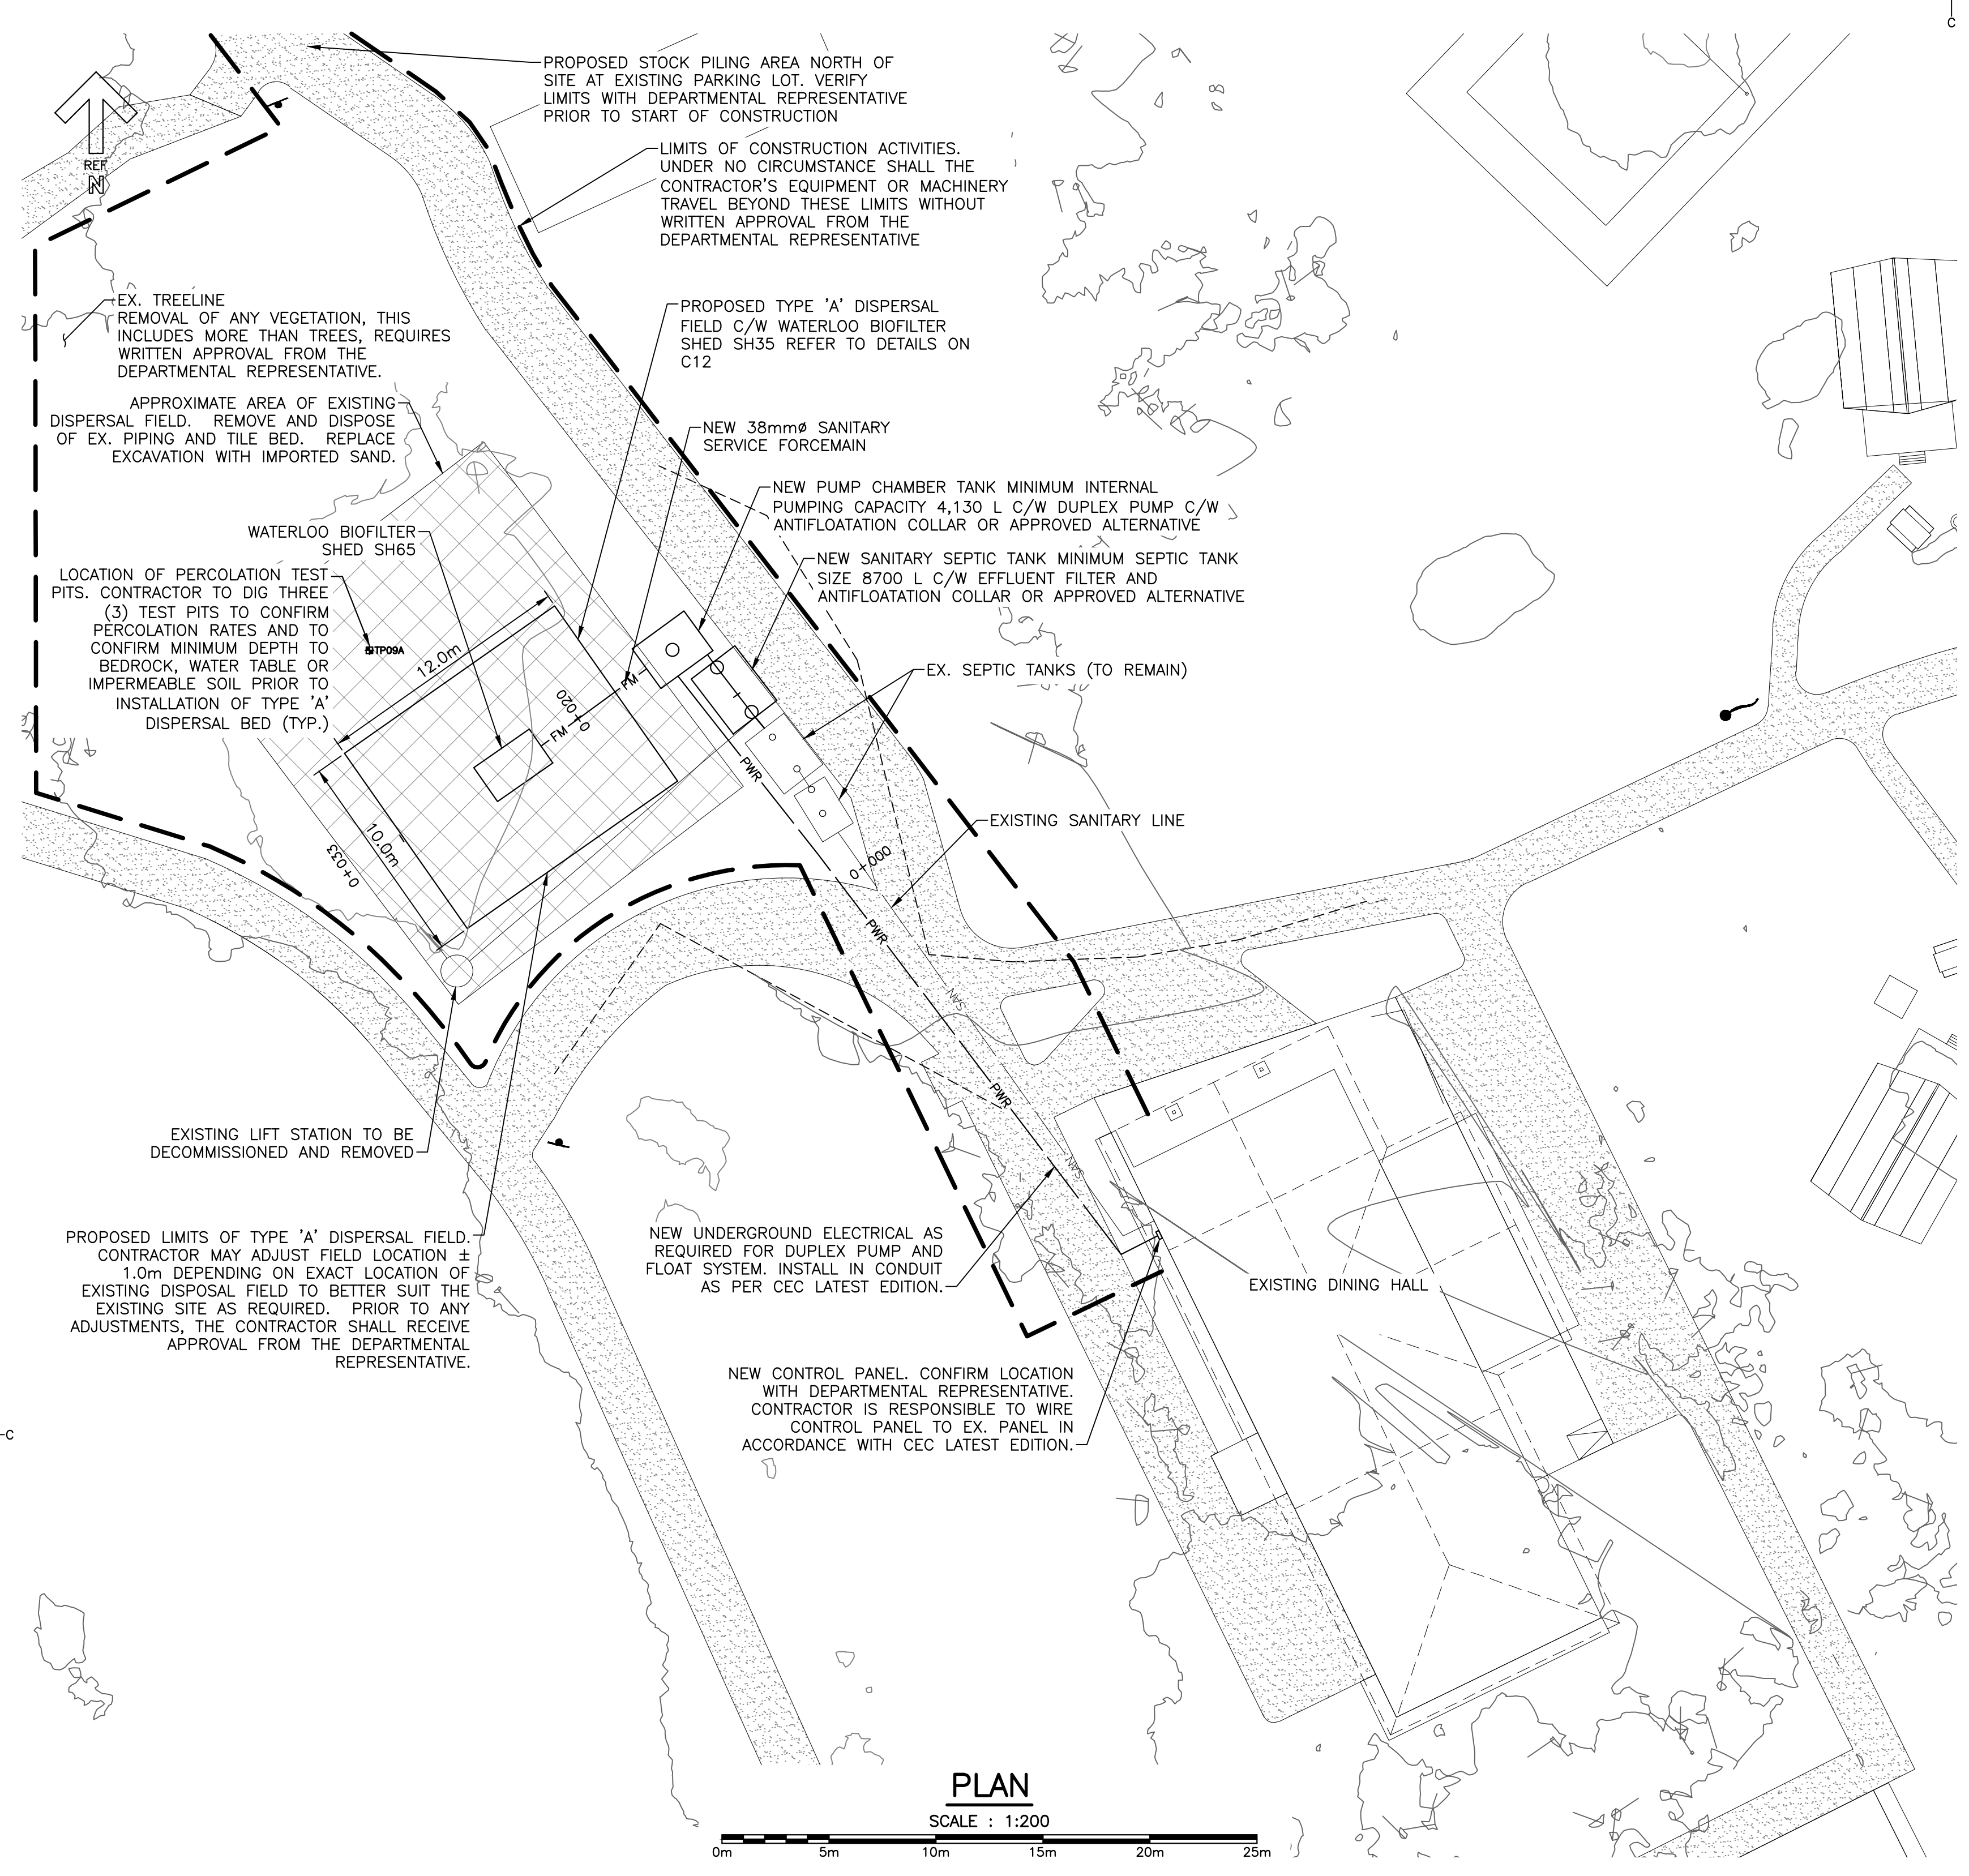 C
PROPOSED STOCK PILING AREA NORTH OF
SITE AT EXISTING PARKING LOT. VERIFY
LIMITS WITH DEPARTMENTAL REPRESENTATIVE
PRIOR TO START OF CONSTRUCTION
REF
N
LIMITS OF CONSTRUCTION ACTIVITIES.
UNDER NO CIRCUMSTANCE SHALL THE
CONTRACTOR'S EQUIPMENT OR MACHINERY
TRAVEL BEYOND THESE LIMITS WITHOUT
WRITTEN APPROVAL FROM THE
DEPARTMENTAL REPRESENTATIVE
EX. TREELINE
REMOVAL OF ANY VEGETATION, THIS
INCLUDES MORE THAN TREES, REQUIRES
WRITTEN APPROVAL FROM THE
DEPARTMENTAL REPRESENTATIVE.
PROPOSED TYPE 'A' DISPERSAL
FIELD C/W WATERLOO BIOFILTER
SHED SH35 REFER TO DETAILS ON
C12
APPROXIMATE AREA OF EXISTING
DISPERSAL FIELD. REMOVE AND DISPOSE
OF EX. PIPING AND TILE BED. REPLACE
EXCAVATION WITH IMPORTED SAND.
NEW 38mmø SANITARY
SERVICE FORCEMAIN
NEW PUMP CHAMBER TANK MINIMUM INTERNAL
PUMPING CAPACITY 4,130 L C/W DUPLEX PUMP C/W
ANTIFLOATATION COLLAR OR APPROVED ALTERNATIVE
WATERLOO BIOFILTER
SHED SH65
NEW SANITARY SEPTIC TANK MINIMUM SEPTIC TANK
SIZE 8700 L C/W EFFLUENT FILTER AND
ANTIFLOATATION COLLAR OR APPROVED ALTERNATIVE
LOCATION OF PERCOLATION TEST
PITS. CONTRACTOR TO DIG THREE
(3) TEST PITS TO CONFIRM
PERCOLATION RATES AND TO
CONFIRM MINIMUM DEPTH TO
BEDROCK, WATER TABLE OR
IMPERMEABLE SOIL PRIOR TO
INSTALLATION OF TYPE 'A'
DISPERSAL BED (TYP.)
TP09A
12.0m
FM
0+020
FM
EX. SEPTIC TANKS (TO REMAIN)
PWR
10.0m
0+033
EXISTING SANITARY LINE
0+000
PWR
SAN
PWR
SAN
EXISTING LIFT STATION TO BE
DECOMMISSIONED AND REMOVED
PROPOSED LIMITS OF TYPE 'A' DISPERSAL FIELD.
CONTRACTOR MAY ADJUST FIELD LOCATION ±
1.0m DEPENDING ON EXACT LOCATION OF
EXISTING DISPOSAL FIELD TO BETTER SUIT THE
EXISTING SITE AS REQUIRED. PRIOR TO ANY
ADJUSTMENTS, THE CONTRACTOR SHALL RECEIVE
APPROVAL FROM THE DEPARTMENTAL
REPRESENTATIVE.
NEW UNDERGROUND ELECTRICAL AS
REQUIRED FOR DUPLEX PUMP AND
FLOAT SYSTEM. INSTALL IN CONDUIT
AS PER CEC LATEST EDITION.
EXISTING DINING HALL
NEW CONTROL PANEL. CONFIRM LOCATION
WITH DEPARTMENTAL REPRESENTATIVE.
CONTRACTOR IS RESPONSIBLE TO WIRE
CONTROL PANEL TO EX. PANEL IN
ACCORDANCE WITH CEC LATEST EDITION.
C
PLAN
SCALE : 1:200
0m 5m 10m 15m 20m 25m